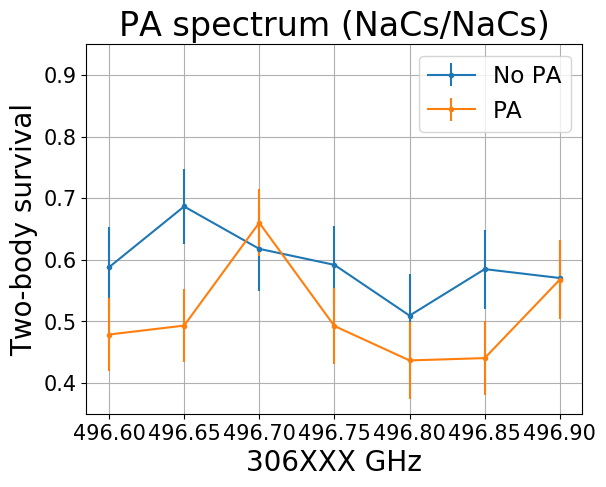 PA spectrum (NaCs/NaCs)
No PA
PA
Two-body survival
0.9
0.8
0.7
0.6
0.5
0.4
496.60 496.65 496.70 496.75 496.80 496.85 496.90
306XXX GHz